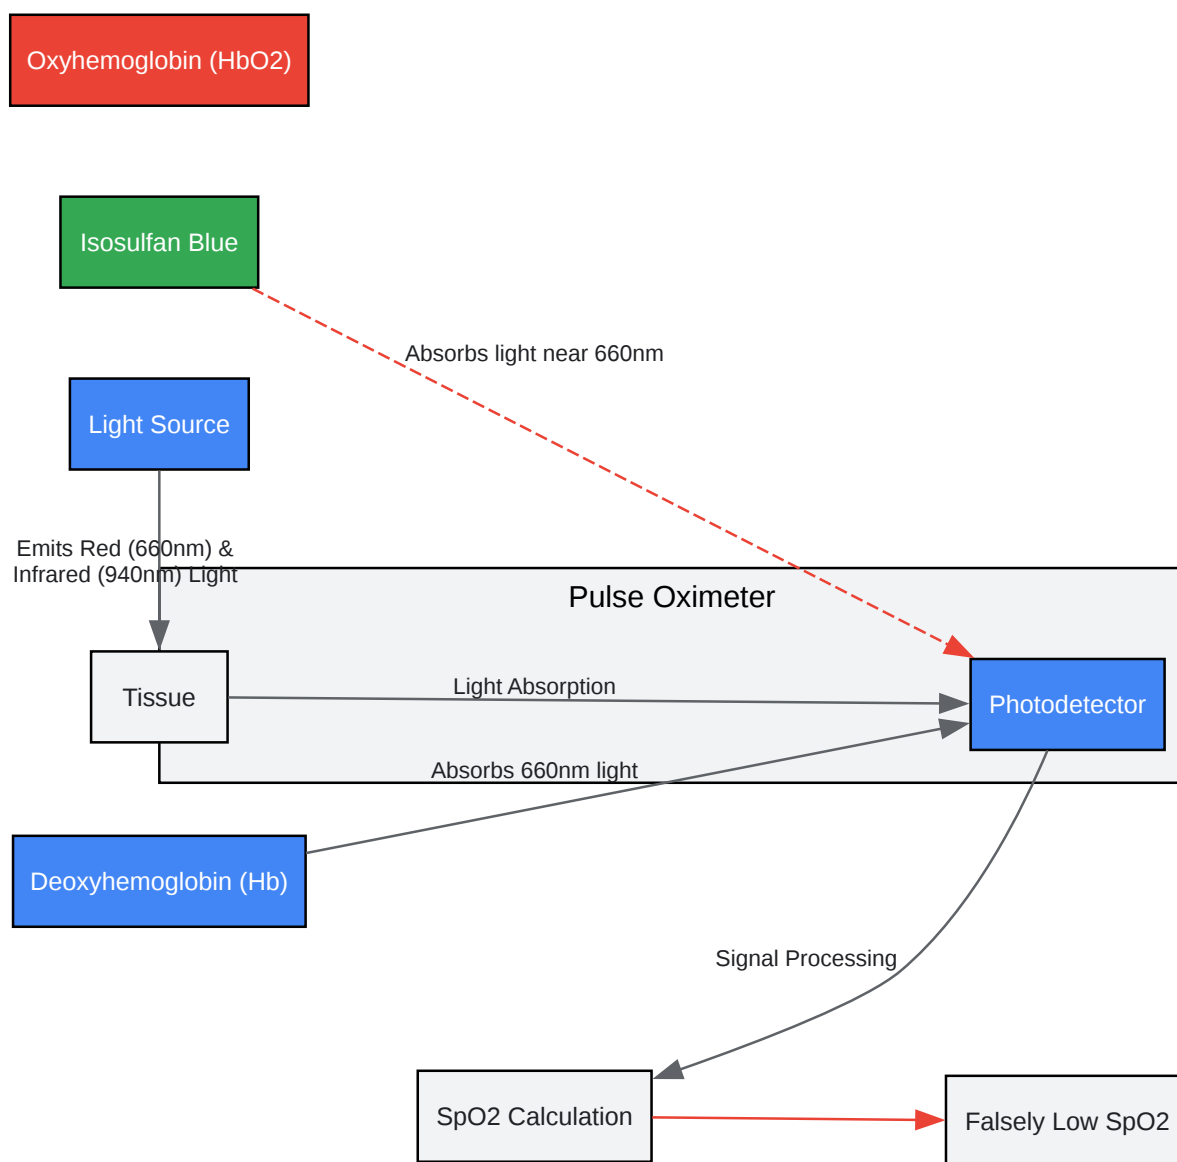 Oxyhemoglobin (HbO2)
Isosulfan Blue
Absorbs light near 660nm
Light Source
Emits Red (660nm) &
Infrared (940nm) Light
Pulse Oximeter
Tissue
Light Absorption
Photodetector
Absorbs 660nm light
Deoxyhemoglobin (Hb)
Signal Processing
SpO2 Calculation
Falsely Low SpO2